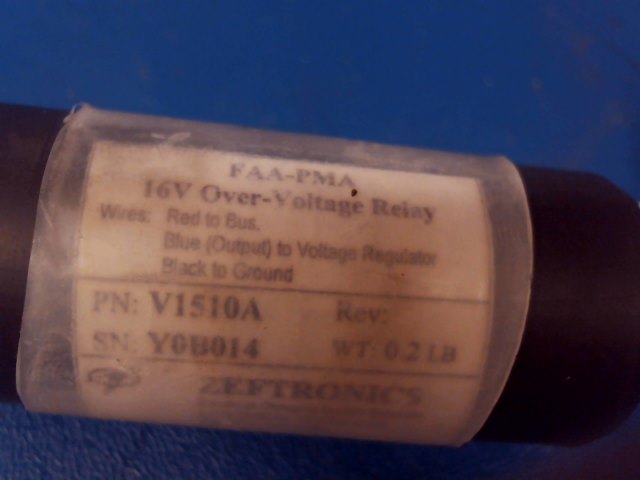 FAA-PMA
16V Over-Voltage Relay
Wires: Red to Bus.
Blue (Output) to Voltage Regulator
Black to Ground
PN: V1510A Rev:
SN: Y0B014 WT: 0.2 LB
ZEFTRONICS